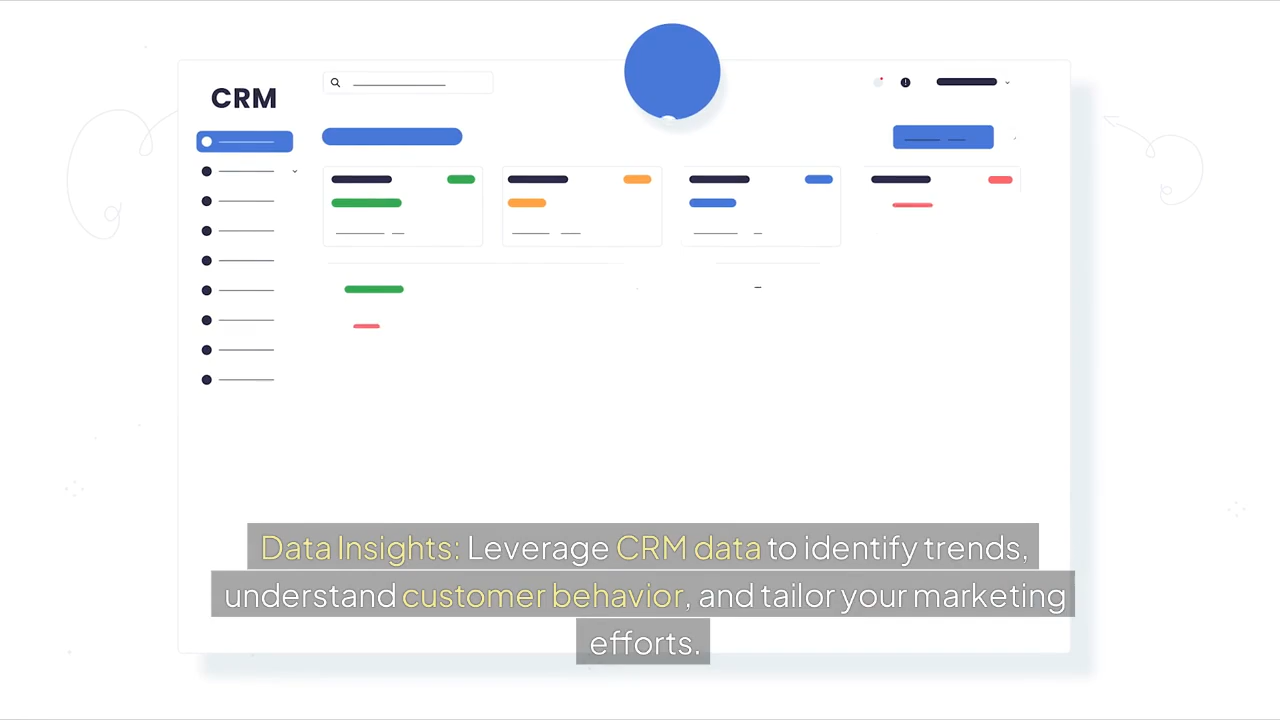 CRM
Data Insights: Leverage CRM data to identify trends,
understand customer behavior, and tailor your marketing
efforts.